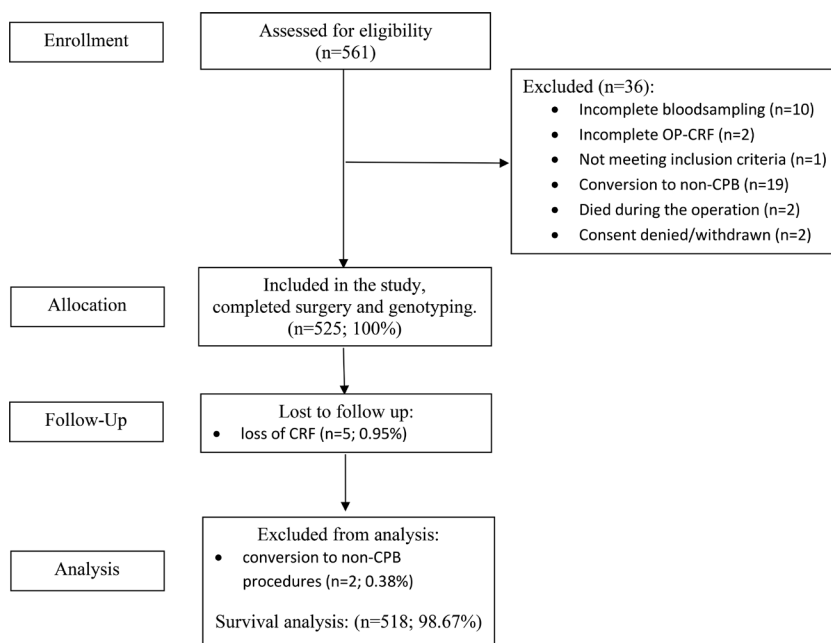 Enrollment
Assessed for eligibility
(n=561)
Excluded (n=36):
• Incomplete bloodsampling (n=10)
• Incomplete OP-CRF (n=2)
• Not meeting inclusion criteria (n=1)
• Conversion to non-CPB (n=19)
• Died during the operation (n=2)
• Consent denied/withdrawn (n=2)
Allocation
Included in the study,
completed surgery and genotyping.
(n=525; 100%)
Follow-Up
Lost to follow up:
• loss of CRF (n=5; 0.95%)
Analysis
Excluded from analysis:
• conversion to non-CPB
procedures (n=2; 0.38%)
Survival analysis: (n=518; 98.67%)